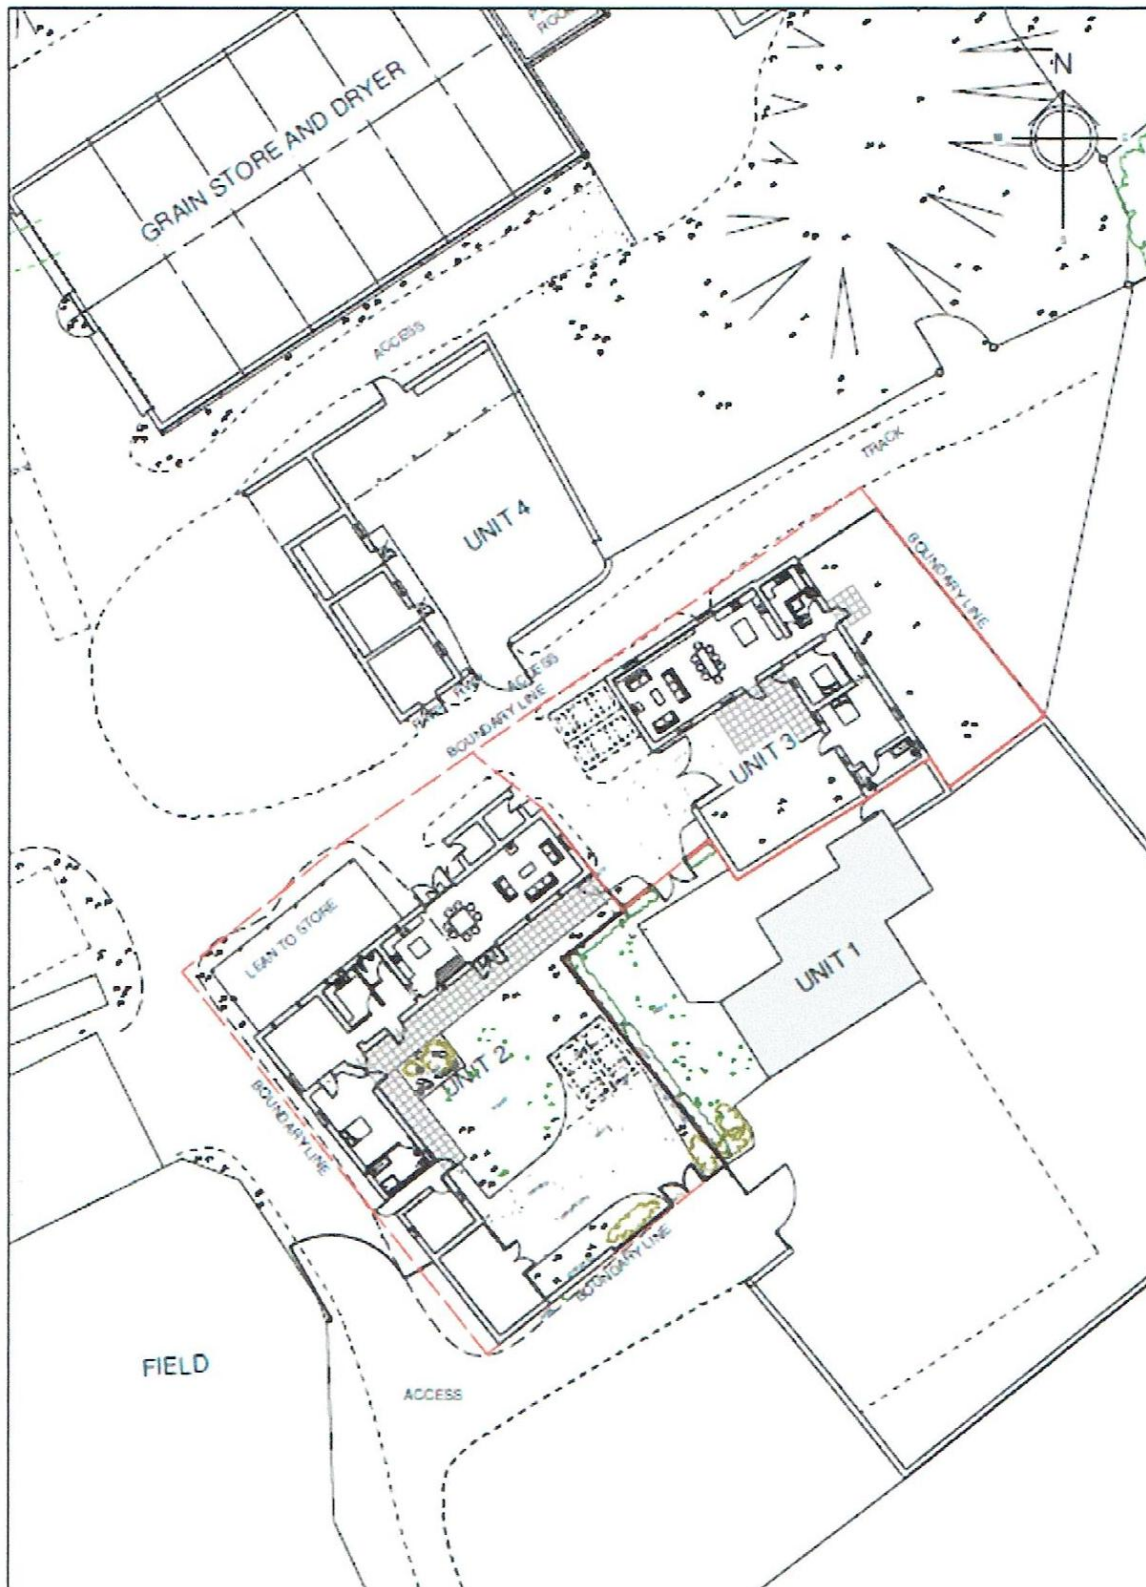 ROOM
N
GRAIN STORE AND DRYER
ACCESS
TRACK
UNIT 4
BOUNDARY LINE
ACCESS
BOUNDARY LINE
UNIT 3
LEAN TO STORE
UNIT 1
UNIT 2
BOUNDARY LINE
BOUNDARY LINE
FIELD
ACCESS